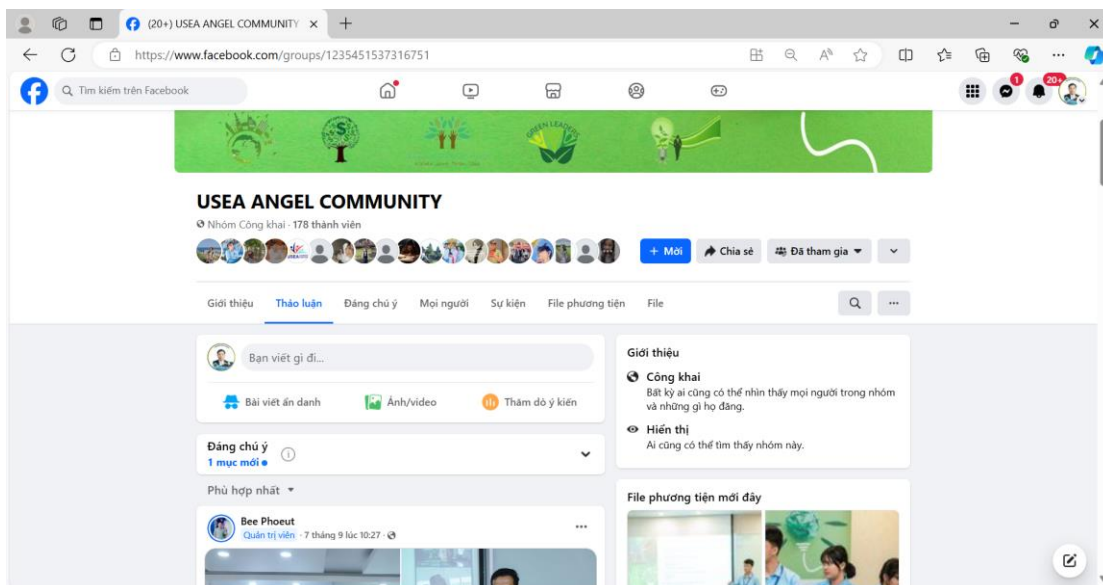 (20+) USEA ANGEL COMMUNITY
https://www.facebook.com/groups/1235451537316751
Tìm kiếm trên Facebook
1
20+
GREEN LEADERS
USEA ANGEL COMMUNITY
Nhóm Công khai · 178 thành viên
+ Mời
Chia sẻ
Đã tham gia
Giới thiệu
Thảo luận
Đáng chú ý
Mọi người
Sự kiện
File phương tiện
File
Bạn viết gì đi...
Bài viết ẩn danh
Ảnh/video
Thăm dò ý kiến
Đáng chú ý
1 mục mới
Phù hợp nhất
Bee Phoeut
Quản trị viên · 7 tháng 9 lúc 10:27 ·
Giới thiệu
Công khai
Bất kỳ ai cũng có thể nhìn thấy mọi người trong nhóm
và những gì họ đăng.
Hiển thị
Ai cũng có thể tìm thấy nhóm này.
File phương tiện mới đây